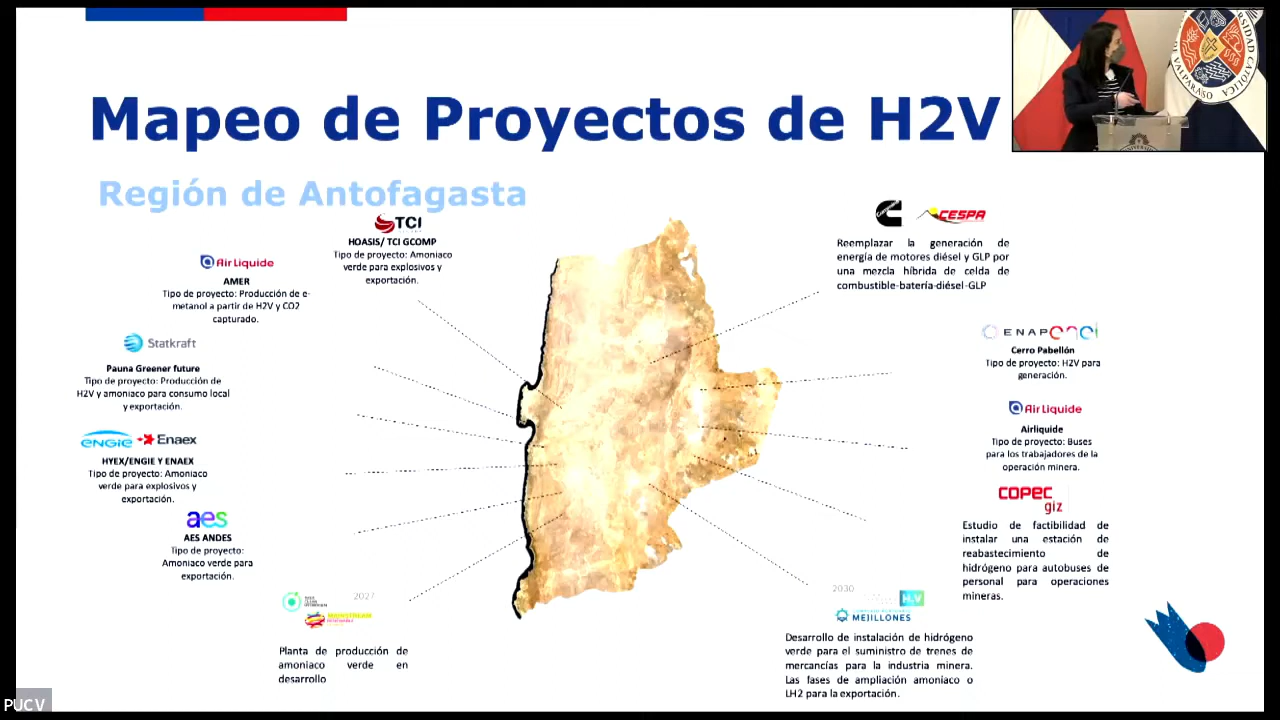 Mapeo de Proyectos de H2V
Región de Antofagasta
TCI
HOASIS/ TCI GCOMP
Tipo de proyecto: Amoniaco
verde para explosivos y
exportación.
Air Liquide
AMER
Tipo de proyecto: Producción de e-
metanol a partir de H2V y CO2
capturado.
Statkraft
Pauna Greener future
Tipo de proyecto: Producción de
H2V y amoniaco para consumo local
y exportación.
ENGIE Enaex
HYEX/ENGIE Y ENAEX
Tipo de proyecto: Amoniaco
verde para explosivos y
exportación.
aes
AES ANDES
Tipo de proyecto:
Amoniaco verde para
exportación.
2027
MAINSTREAM
Planta de producción de
amoniaco verde en
desarrollo
CESPA
Reemplazar la generación de
energía de motores diésel y GLP por
una mezcla híbrida de celda de
combustible-batería-diésel-GLP
ENAP enel
Cerro Pabellón
Tipo de proyecto: H2V para
generación.
Air Liquide
Airliquide
Tipo de proyecto: Buses
para los trabajadores de la
operación minera.
COPEC
giz
Estudio de factibilidad de
instalar una estación de
reabastecimiento de
hidrógeno para autobuses de
personal para operaciones
mineras.
2030
MEJILLONES
Desarrollo de instalación de hidrógeno
verde para el suministro de trenes de
mercancías para la industria minera.
Las fases de ampliación amoníaco o
LH2 para la exportación.
VALPARAISO
PUCV